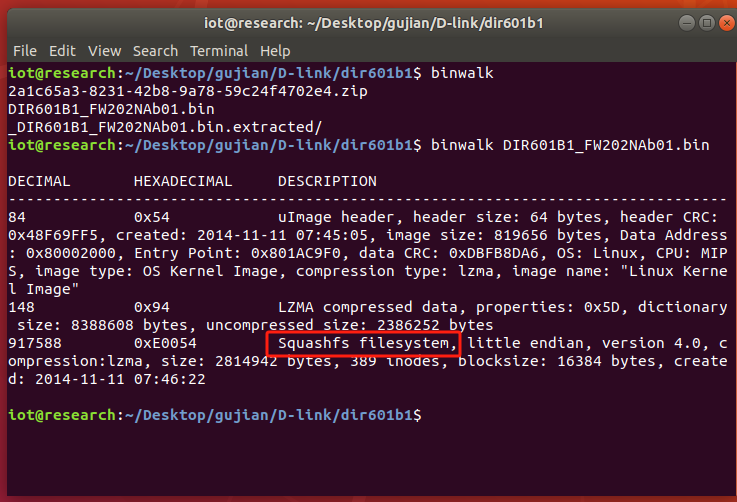 iot@research: ~/Desktop/gujian/D-link/dir601b1
File Edit View Search Terminal Help
iot@research:~/Desktop/gujian/D-link/dir601b1$ binwalk
2a1c65a3-8231-42b8-9a78-59c24f4702e4.zip
DIR601B1_FW202NAb01.bin
_DIR601B1_FW202NAb01.bin.extracted/
iot@research:~/Desktop/gujian/D-link/dir601b1$ binwalk DIR601B1_FW202NAb01.bin
DECIMAL       HEXADECIMAL     DESCRIPTION
--------------------------------------------------------------------------------
84            0x54            uImage header, header size: 64 bytes, header CRC:
0x48F69FF5, created: 2014-11-11 07:45:05, image size: 819656 bytes, Data Address
: 0x80002000, Entry Point: 0x801AC9F0, data CRC: 0xDBFB8DA6, OS: Linux, CPU: MIP
S, image type: OS Kernel Image, compression type: lzma, image name: "Linux Kerne
l Image"
148           0x94            LZMA compressed data, properties: 0x5D, dictionary
 size: 8388608 bytes, uncompressed size: 2386252 bytes
917588        0xE0054         Squashfs filesystem, little endian, version 4.0, c
ompression:lzma, size: 2814942 bytes, 389 inodes, blocksize: 16384 bytes, create
d: 2014-11-11 07:46:22
iot@research:~/Desktop/gujian/D-link/dir601b1$